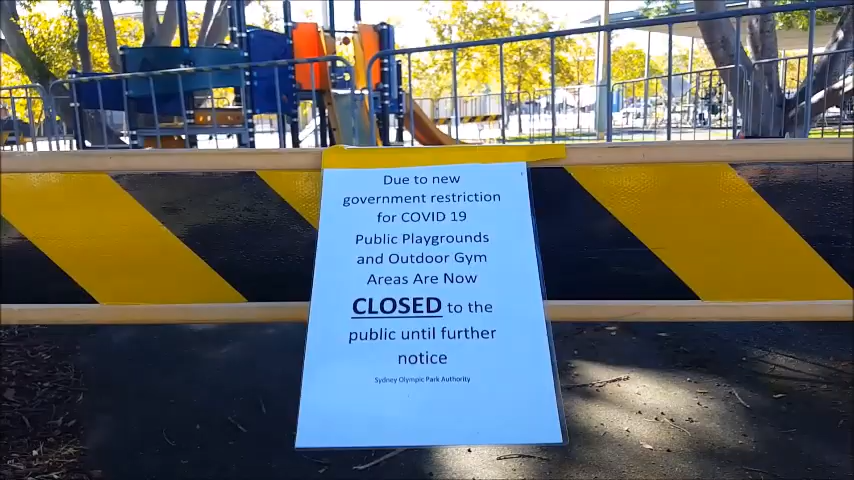 Due to new
government restriction
for COVID 19
Public Playgrounds
and Outdoor Gym
Areas Are Now
CLOSED to the
public until further
notice
Sydney Olympic Park Authority